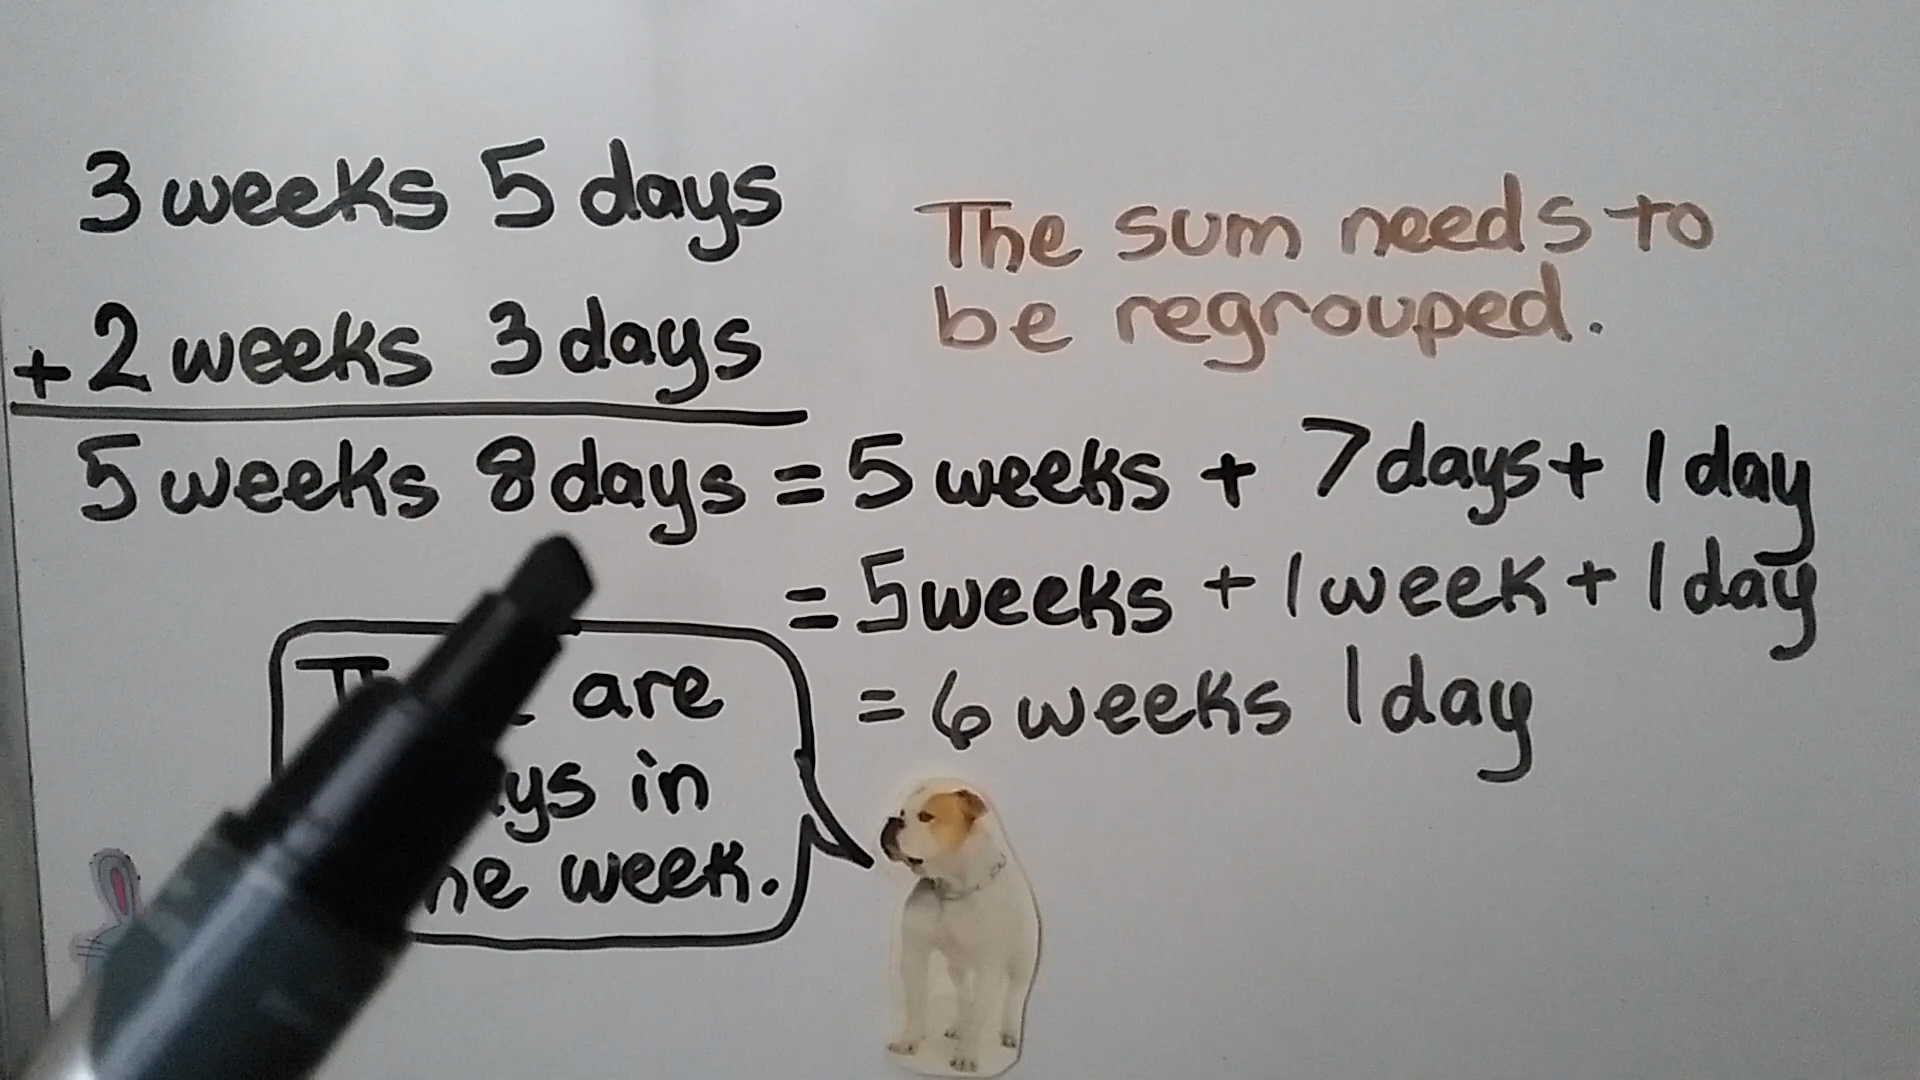 3 weeks 5 days
+ 2 weeks 3 days
5 weeks 8 days = 5 weeks + 7 days + 1 day
= 5 weeks + 1 week + 1 day
= 6 weeks 1 day
The sum needs to
be regrouped.
are
in
week.